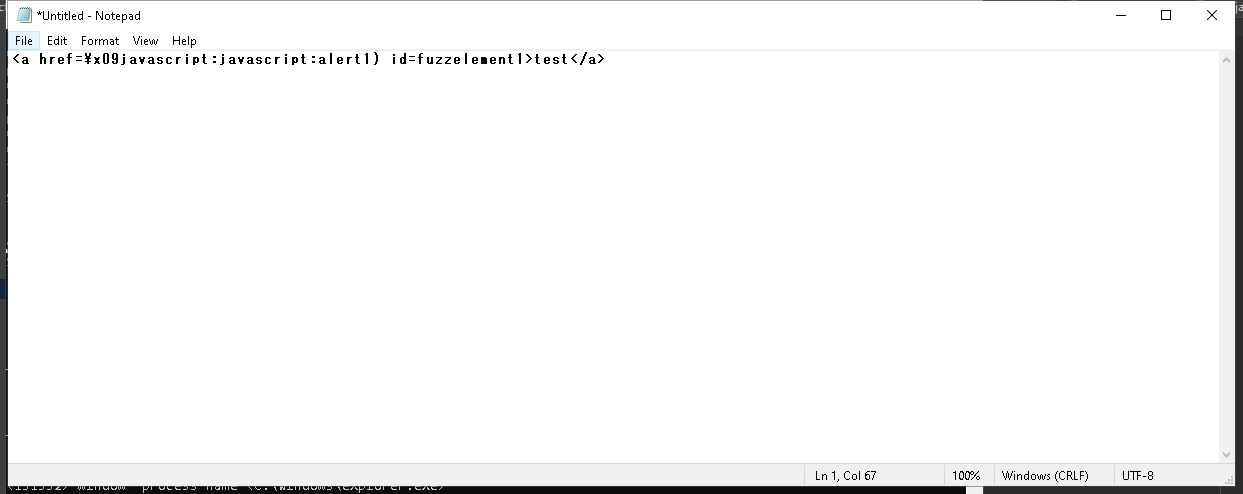 *Untitled - Notepad
File Edit Format View Help
<a href=¥x09javascript:javascript:alert1) id=fuzzelement1>test</a>
Ln 1, Col 67 100% Windows (CRLF) UTF-8